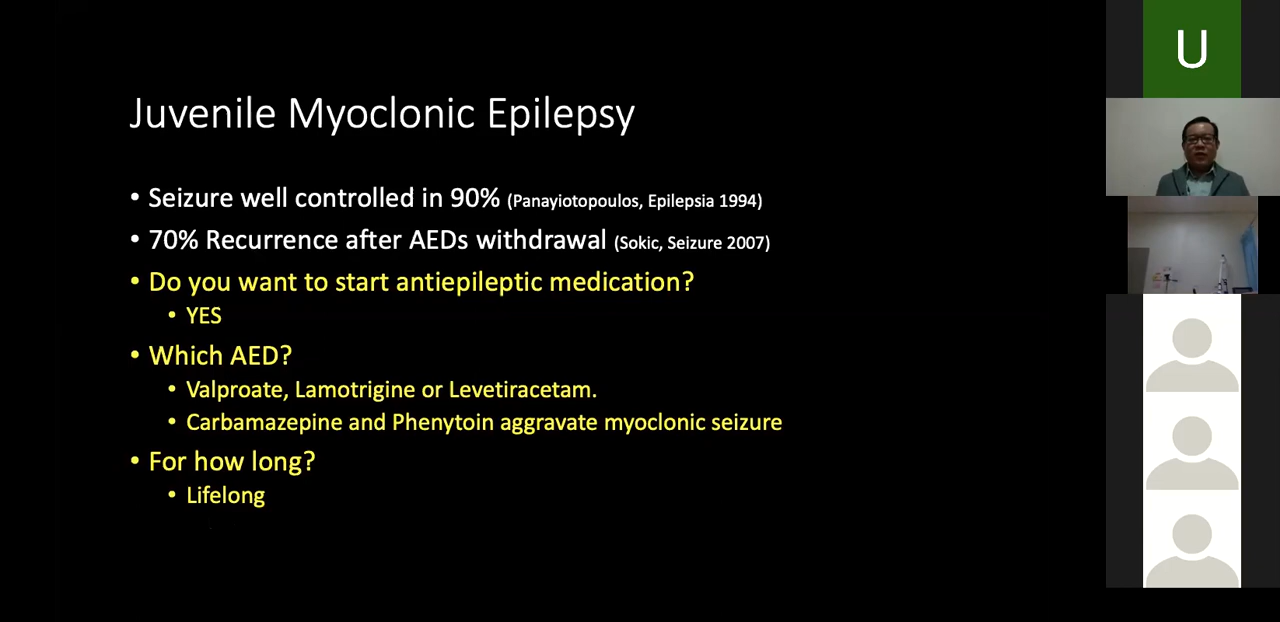 Juvenile Myoclonic Epilepsy
• Seizure well controlled in 90% (Panayiotopoulos, Epilepsia 1994)
• 70% Recurrence after AEDs withdrawal (Sokic, Seizure 2007)
• Do you want to start antiepileptic medication?
• YES
• Which AED?
• Valproate, Lamotrigine or Levetiracetam.
• Carbamazepine and Phenytoin aggravate myoclonic seizure
• For how long?
• Lifelong
U